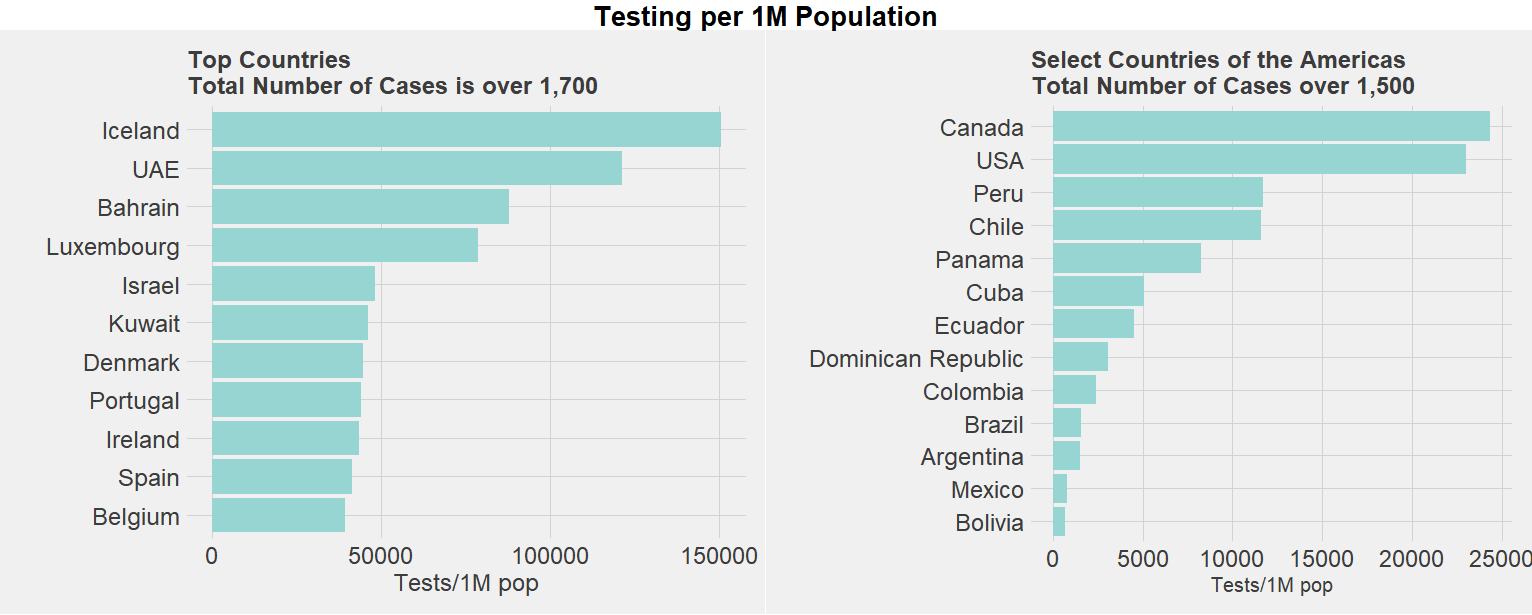 Testing per 1M Population
Top Countries
Total Number of Cases is over 1,700
Iceland
UAE
Bahrain
Luxembourg
Israel
Kuwait
Denmark
Portugal
Ireland
Spain
Belgium
0 50000 100000 150000
Tests/1M pop
Select Countries of the Americas
Total Number of Cases over 1,500
Canada
USA
Peru
Chile
Panama
Cuba
Ecuador
Dominican Republic
Colombia
Brazil
Argentina
Mexico
Bolivia
0 5000 10000 15000 20000 25000
Tests/1M pop